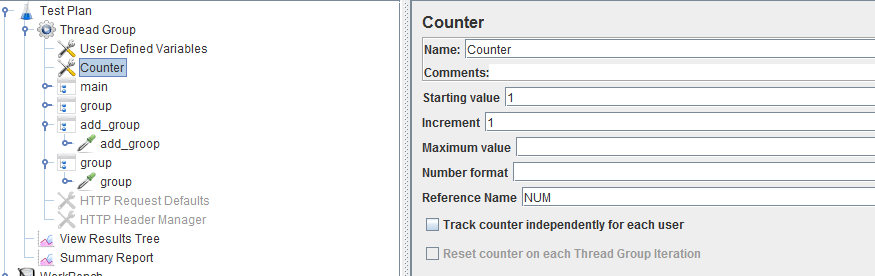 Test Plan
Thread Group
User Defined Variables
Counter
main
group
add_group
add_groop
group
group
HTTP Request Defaults
HTTP Header Manager
View Results Tree
Summary Report
WorkBench
Counter
Name: Counter
Comments:
Starting value 1
Increment 1
Maximum value
Number format
Reference Name NUM
Track counter independently for each user
Reset counter on each Thread Group Iteration